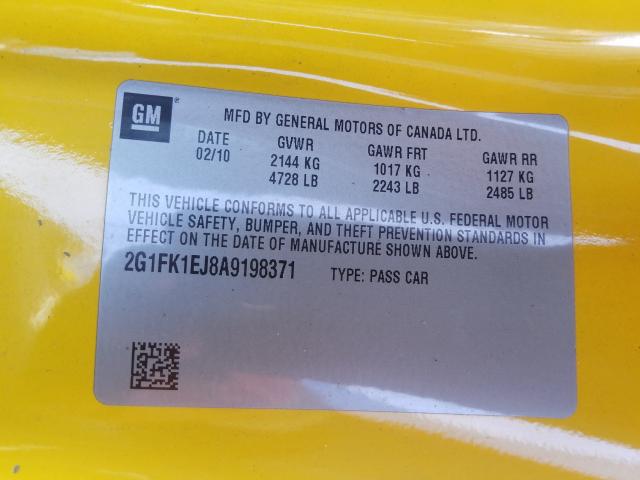 GM®
MFD BY GENERAL MOTORS OF CANADA LTD.
DATE GVWR GAWR FRT GAWR RR
02/10 2144 KG 1017 KG 1127 KG
4728 LB 2243 LB 2485 LB
THIS VEHICLE CONFORMS TO ALL APPLICABLE U.S. FEDERAL MOTOR
VEHICLE SAFETY, BUMPER, AND THEFT PREVENTION STANDARDS IN
EFFECT ON THE DATE OF MANUFACTURE SHOWN ABOVE.
2G1FK1EJ8A9198371 TYPE: PASS CAR